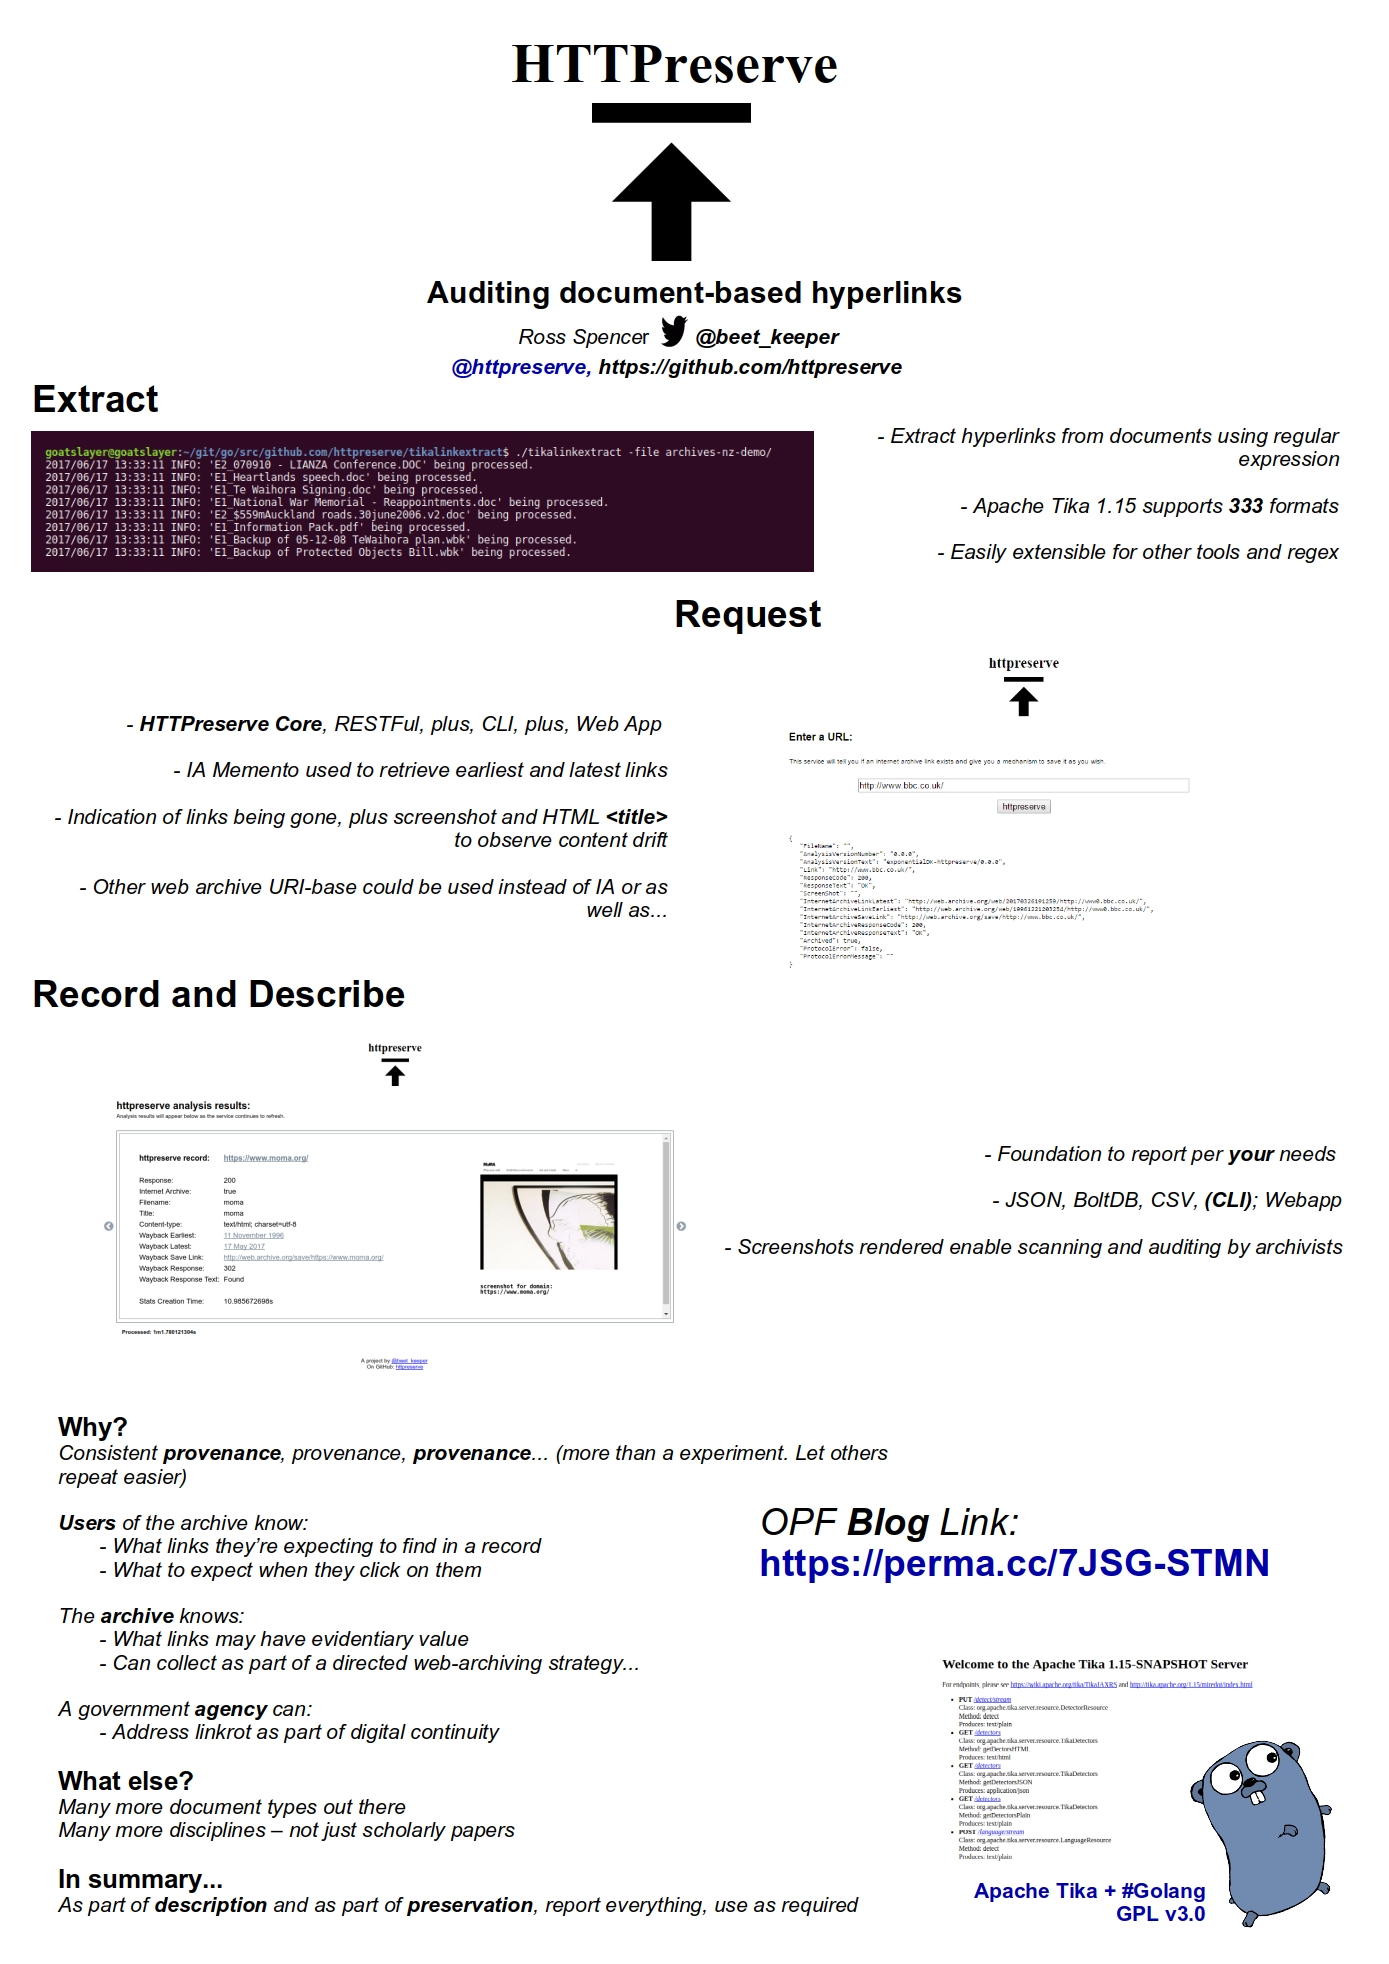 HTTPreserve
Auditing document-based hyperlinks
Ross Spencer @beet_keeper
@httpreserve, https://github.com/httpreserve
Extract
goatslayer@goatslayer:~/git/go/src/github.com/httpreserve/tikalinkextract$ ./tikalinkextract -file archives-nz-demo/
2017/06/17 13:33:11 INFO: 'E2_070910 - LIANZA Conference.DOC' being processed.
2017/06/17 13:33:11 INFO: 'E1_Heartlands speech.doc' being processed.
2017/06/17 13:33:11 INFO: 'E1_Te Waihora Signing.doc' being processed.
2017/06/17 13:33:11 INFO: 'E1_National War Memorial - Reappointments.doc' being processed.
2017/06/17 13:33:11 INFO: 'E2_$559mAuckland roads.30june2006.v2.doc' being processed.
2017/06/17 13:33:11 INFO: 'E1_Information Pack.pdf' being processed.
2017/06/17 13:33:11 INFO: 'E1_Backup of 05-12-08 TeWaihora plan.wbk' being processed.
2017/06/17 13:33:11 INFO: 'E1_Backup of Protected Objects Bill.wbk' being processed.
- Extract hyperlinks from documents using regular
expression
- Apache Tika 1.15 supports 333 formats
- Easily extensible for other tools and regex
Request
- HTTPreserve Core, RESTFul, plus, CLI, plus, Web App
- IA Memento used to retrieve earliest and latest links
- Indication of links being gone, plus screenshot and HTML <title>
to observe content drift
- Other web archive URI-base could be used instead of IA or as
well as...
httpreserve
Enter a URL:
This service will tell you if an internet archive link exists and give you a mechanism to save it as you wish.
http://www.bbc.co.uk/
httpreserve
{
"FileName": "",
"AnalysisVersionNumber": "0.0.0",
"AnalysisVersionText": "exponentialDK-httpreserve/0.0.0",
"Link": "http://www.bbc.co.uk/",
"ResponseCode": 200,
"ResponseText": "OK",
"ScreenShot": "",
"InternetArchiveLinkLatest": "http://web.archive.org/web/20170326191259/http://www0.bbc.co.uk/",
"InternetArchiveLinkEarliest": "http://web.archive.org/web/19961221203254/http://www0.bbc.co.uk/",
"InternetArchiveSaveLink": "http://web.archive.org/save/http://www.bbc.co.uk/",
"InternetArchiveResponseCode": 200,
"InternetArchiveResponseText": "OK",
"Archived": true,
"ProtocolError": false,
"ProtocolErrorMessage": ""
}
Record and Describe
httpreserve
httpreserve analysis results:
Analysis results will appear below as the service continues to refresh.
httpreserve record: https://www.moma.org/
Response: 200
Internet Archive: true
Filename: moma
Title: moma
Content-type: text/html; charset=utf-8
Wayback Earliest: 11 November 1996
Wayback Latest: 17 May 2017
Wayback Save Link: http://web.archive.org/save/https://www.moma.org/
Wayback Response: 302
Wayback Response Text: Found
Stats Creation Time: 10.985672698s
MoMA
screenshot for domain:
https://www.moma.org/
Processed: 1m1.780121304s
A project by @beet_keeper
On GitHub: httpreserve
- Foundation to report per your needs
- JSON, BoltDB, CSV, (CLI); Webapp
- Screenshots rendered enable scanning and auditing by archivists
Why?
Consistent provenance, provenance, provenance... (more than a experiment. Let others
repeat easier)
Users of the archive know:
- What links they're expecting to find in a record
- What to expect when they click on them
The archive knows:
- What links may have evidentiary value
- Can collect as part of a directed web-archiving strategy...
A government agency can:
- Address linkrot as part of digital continuity
What else?
Many more document types out there
Many more disciplines – not just scholarly papers
In summary...
As part of description and as part of preservation, report everything, use as required
OPF Blog Link:
https://perma.cc/7JSG-STMN
Welcome to the Apache Tika 1.15-SNAPSHOT Server
For endpoints, please see https://wiki.apache.org/tika/TikaJAXRS and http://tika.apache.org/1.15/miredot/index.html
• PUT /detect/stream
Class: org.apache.tika.server.resource.DetectorResource
Method: detect
Produces: text/plain
• GET /detectors
Class: org.apache.tika.server.resource.TikaDetectors
Method: getDectorsHTML
Produces: text/html
• GET /detectors
Class: org.apache.tika.server.resource.TikaDetectors
Method: getDetectorsJSON
Produces: application/json
• GET /detectors
Class: org.apache.tika.server.resource.TikaDetectors
Method: getDetectorsPlain
Produces: text/plain
• POST /language/stream
Class: org.apache.tika.server.resource.LanguageResource
Method: detect
Produces: text/plain
Apache Tika + #Golang
GPL v3.0